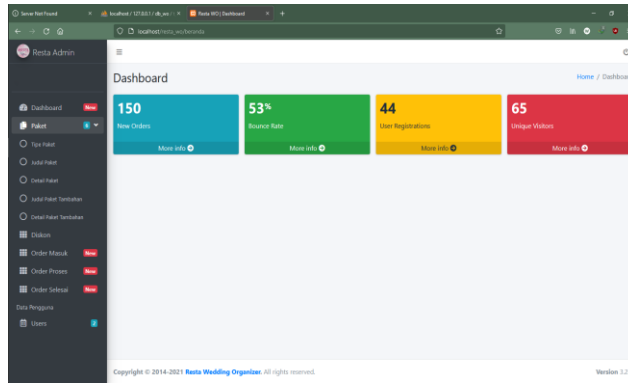 Server Not Found
localhost / 127.0.0.1 / db_wo /
Resta WO | Dashboard
localhost/resta_wo/beranda
Resta Admin
Dashboard
Home / Dashboar
Dashboard New
Paket
Tipe Paket
Judul Paket
Detail Paket
Judul Paket Tambahan
Detail Paket Tambahan
Diskon
Order Masuk New
Order Proses New
Order Selesai New
Data Pengguna
Users 2
150
New Orders
More info
53%
Bounce Rate
More info
44
User Registrations
More info
65
Unique Visitors
More info
Copyright © 2014-2021 Resta Wedding Organizer. All rights reserved.
Version 3.2